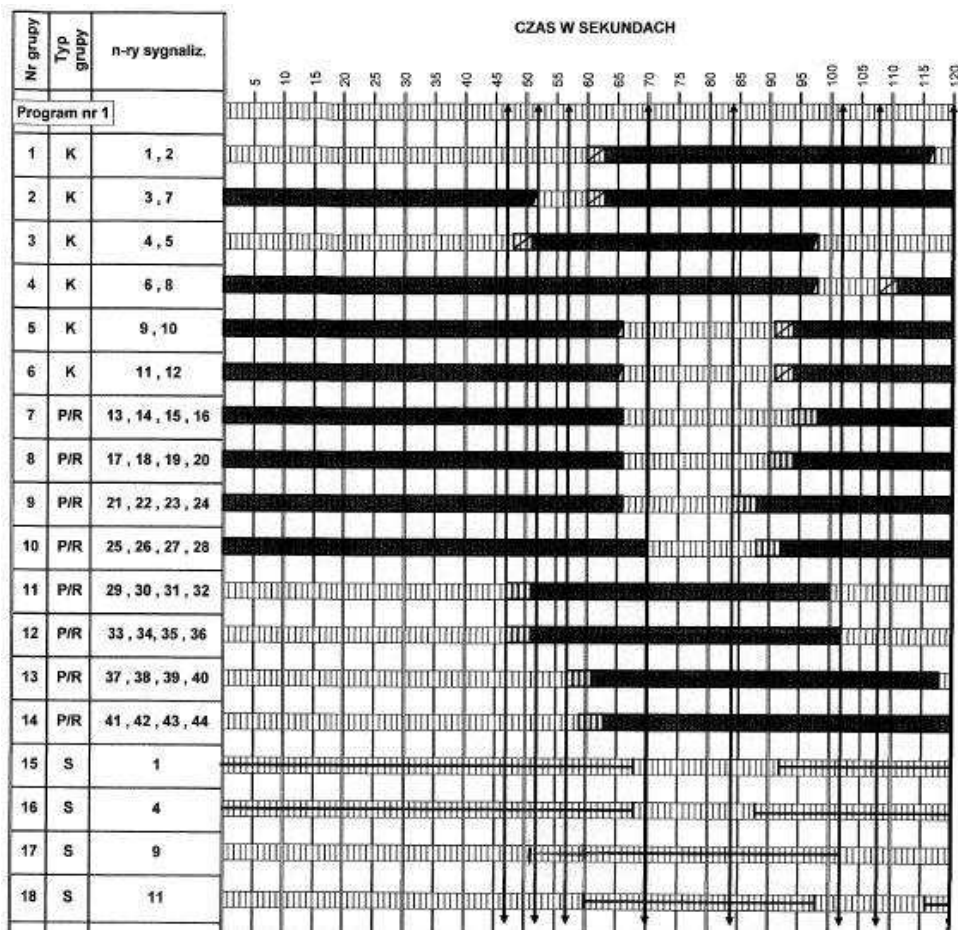 CZAS W SEKUNDACH
Nr grupy Typ grupy n-ry sygnaliz.
5 10 15 20 25 30 35 40 45 50 55 60 65 70 75 80 85 90 95 100 105 110 115 120
Program nr 1
1 K 1 , 2
2 K 3 , 7
3 K 4 , 5
4 K 6 , 8
5 K 9 , 10
6 K 11 , 12
7 P/R 13 , 14 , 15 , 16
8 P/R 17 , 18 , 19 , 20
9 P/R 21 , 22 , 23 , 24
10 P/R 25 , 26 , 27 , 28
11 P/R 29 , 30 , 31 , 32
12 P/R 33 , 34, 35 , 36
13 P/R 37 , 38 , 39 , 40
14 P/R 41 , 42 , 43 , 44
15 S 1
16 S 4
17 S 9
18 S 11